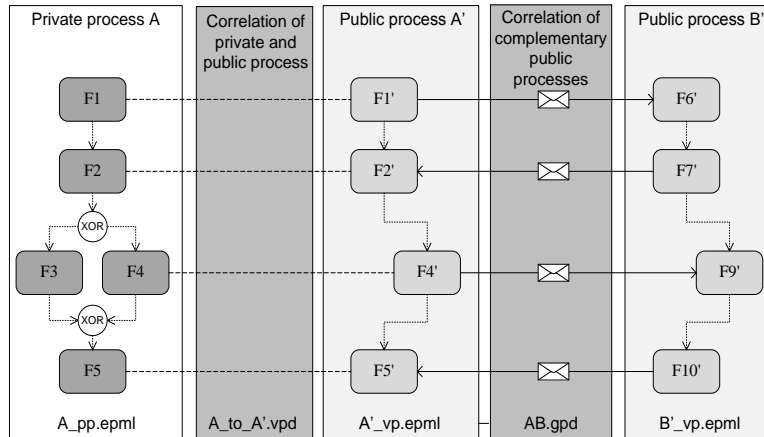 Private process A
Correlation of
private and
public process
Public process A'
Correlation of
complementary
public
processes
Public process B'
F1
F1'
F6'
F2
F2'
F7'
XOR
F3
F4
F4'
F9'
XOR
F5
F5'
F10'
A_pp.epml
A_to_A'.vpd
A'_vp.epml
AB.gpd
B'_vp.epml